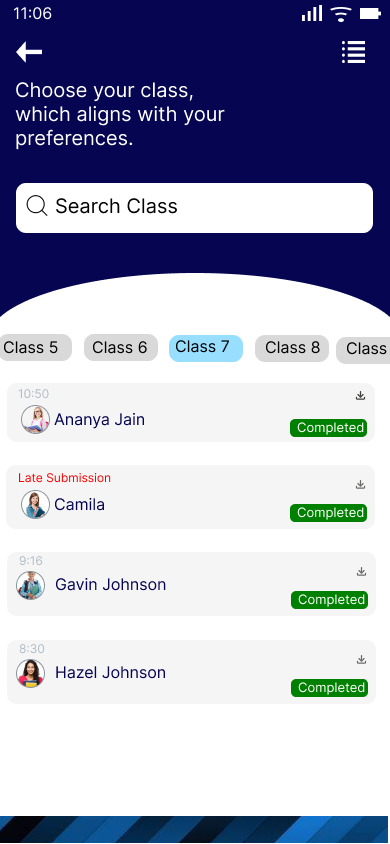 11:06
Choose your class,
which aligns with your
preferences.
Search Class
Class 5
Class 6
Class 7
Class 8
Class
10:50
Ananya Jain
Completed
Late Submission
Camila
Completed
9:16
Gavin Johnson
Completed
8:30
Hazel Johnson
Completed